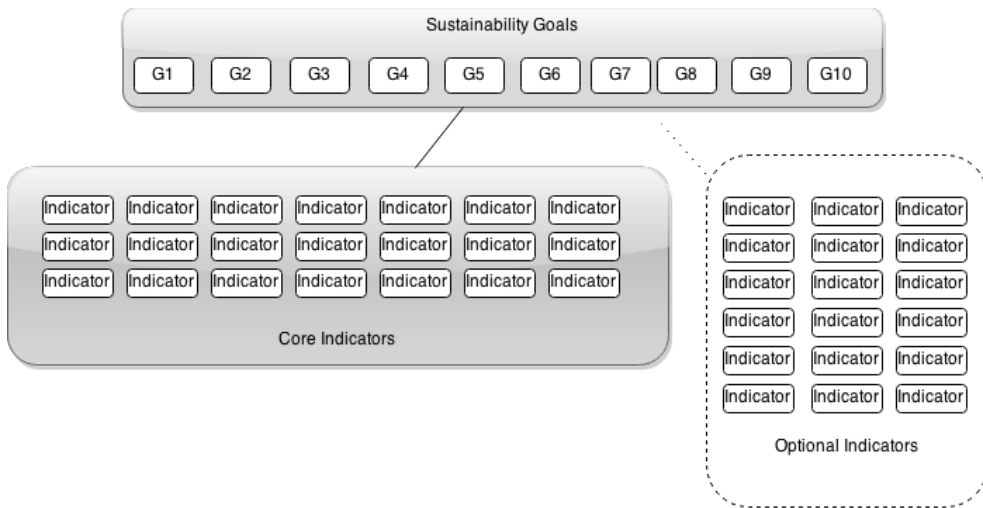 Sustainability Goals
G1 G2 G3 G4 G5 G6 G7 G8 G9 G10
Indicator Indicator Indicator Indicator Indicator Indicator Indicator
Indicator Indicator Indicator Indicator Indicator Indicator Indicator
Indicator Indicator Indicator Indicator Indicator Indicator Indicator
Core Indicators
Indicator Indicator Indicator
Indicator Indicator Indicator
Indicator Indicator Indicator
Indicator Indicator Indicator
Indicator Indicator Indicator
Indicator Indicator Indicator
Optional Indicators